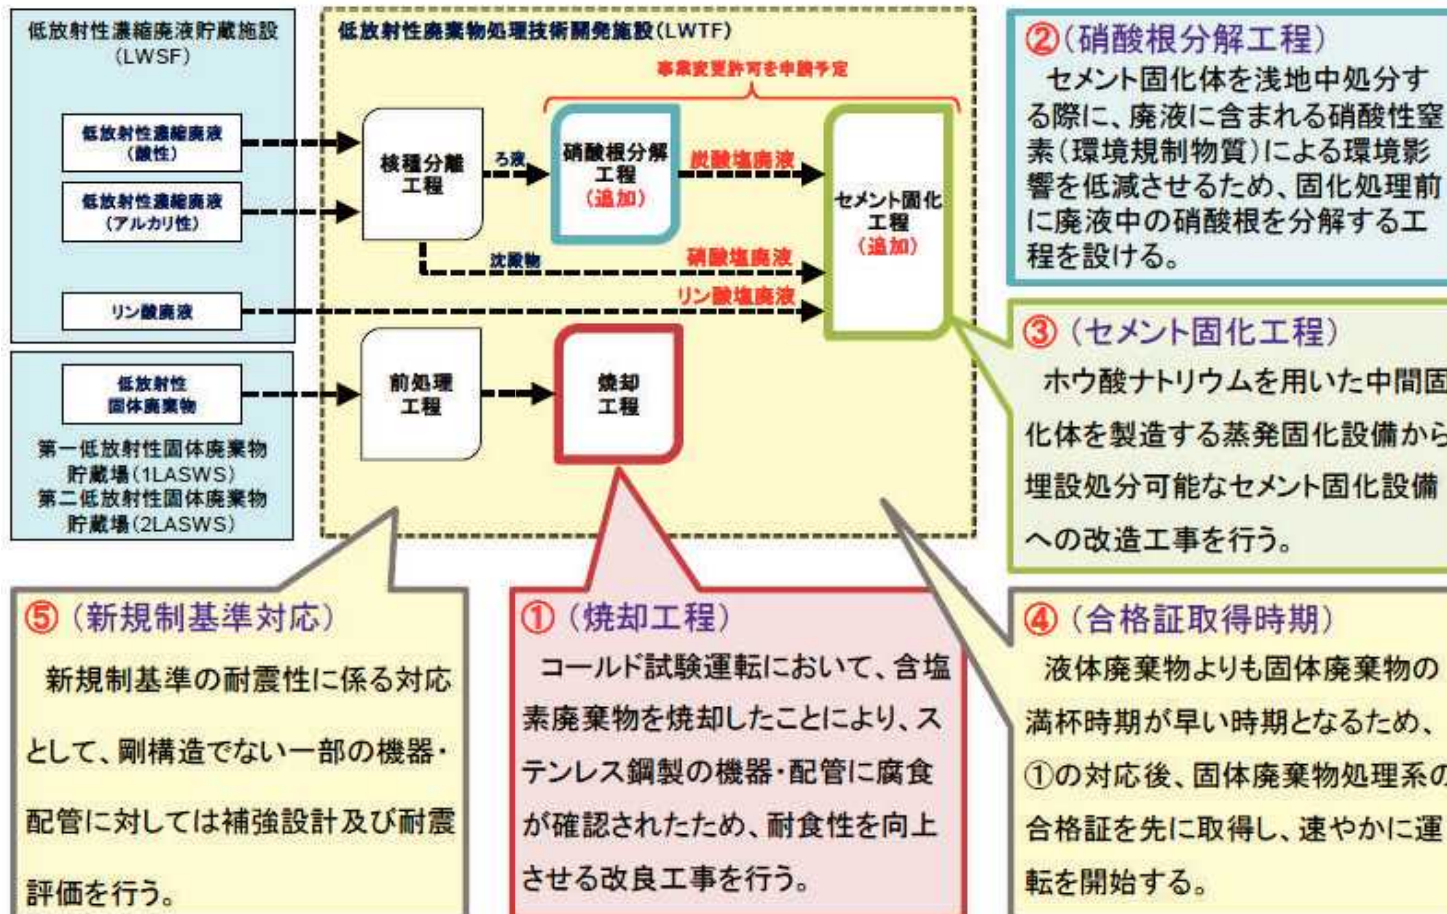 低放射性濃縮廃液貯蔵施設
(LWSF)
低放射性濃縮廃液
(酸性)
低放射性濃縮廃液
(アルカリ性)
リン酸廃液
低放射性
固体廃棄物
第一低放射性固体廃棄物
貯蔵場(1LASWS)
第二低放射性固体廃棄物
貯蔵場(2LASWS)
低放射性廃棄物処理技術開発施設(LWTF)
事業変更許可を申請予定
核種分離
工程
ろ液
硝酸根分解
工程
(追加)
炭酸塩廃液
セメント固化
工程
(追加)
沈殿物
硝酸塩廃液
リン酸塩廃液
前処理
工程
焼却
工程
②(硝酸根分解工程)
セメント固化体を浅地中処分す
る際に、廃液に含まれる硝酸性窒
素(環境規制物質)による環境影
響を低減させるため、固化処理前
に廃液中の硝酸根を分解する工
程を設ける。
③(セメント固化工程)
ホウ酸ナトリウムを用いた中間固
化体を製造する蒸発固化設備から
埋設処分可能なセメント固化設備
への改造工事を行う。
⑤(新規制基準対応)
新規制基準の耐震性に係る対応
として、剛構造でない一部の機器・
配管に対しては補強設計及び耐震
評価を行う。
①(焼却工程)
コールド試験運転において、含塩
素廃棄物を焼却したことにより、ス
テンレス鋼製の機器・配管に腐食
が確認されたため、耐食性を向上
させる改良工事を行う。
④(合格証取得時期)
液体廃棄物よりも固体廃棄物の
満杯時期が早い時期となるため、
①の対応後、固体廃棄物処理系の
合格証を先に取得し、速やかに運
転を開始する。